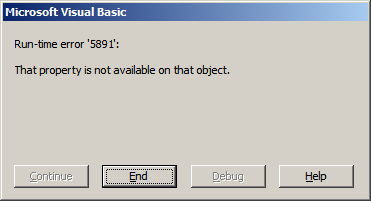 Microsoft Visual Basic
Run-time error '5891':
That property is not available on that object.
Continue
End
Debug
Help